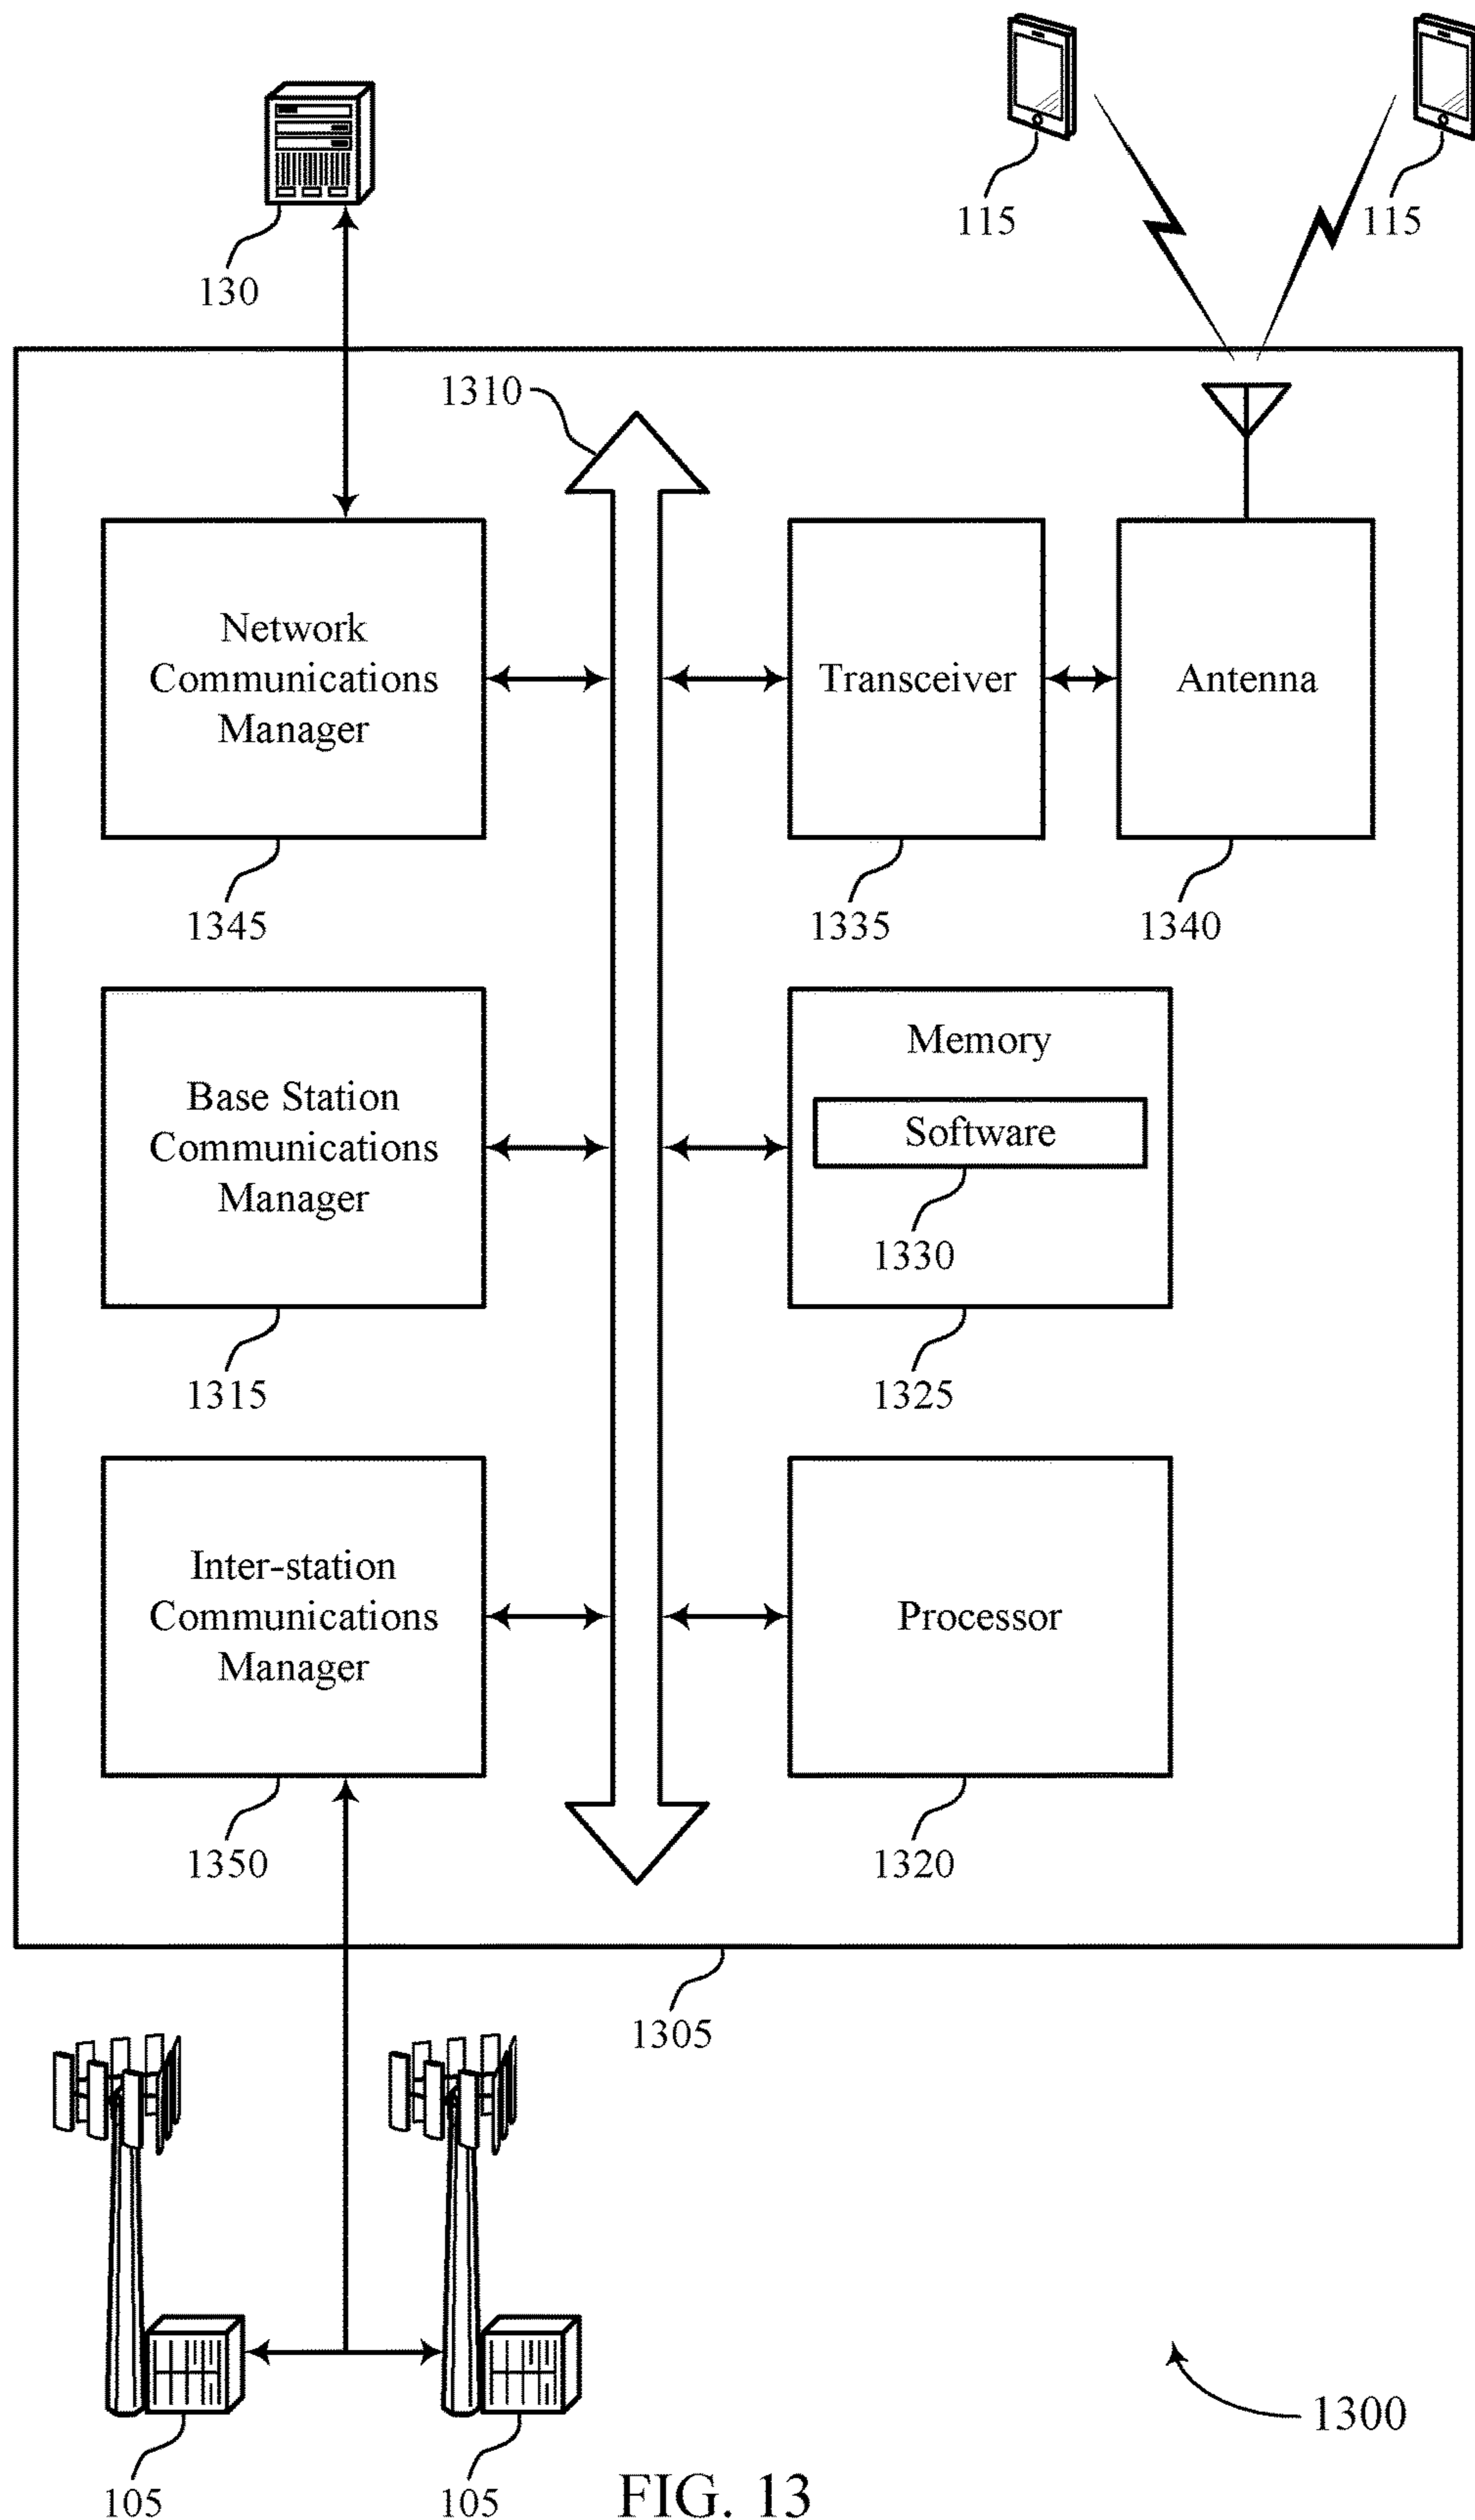 115
115
130
1310
Network
Communications
Manager
Transceiver
Antenna
1345
1335
1340
Base Station
Communications
Manager
Memory
Software
1330
1315
1325
Inter-station
Communications
Manager
Processor
1350
1320
1305
105
105
1300
FIG. 13